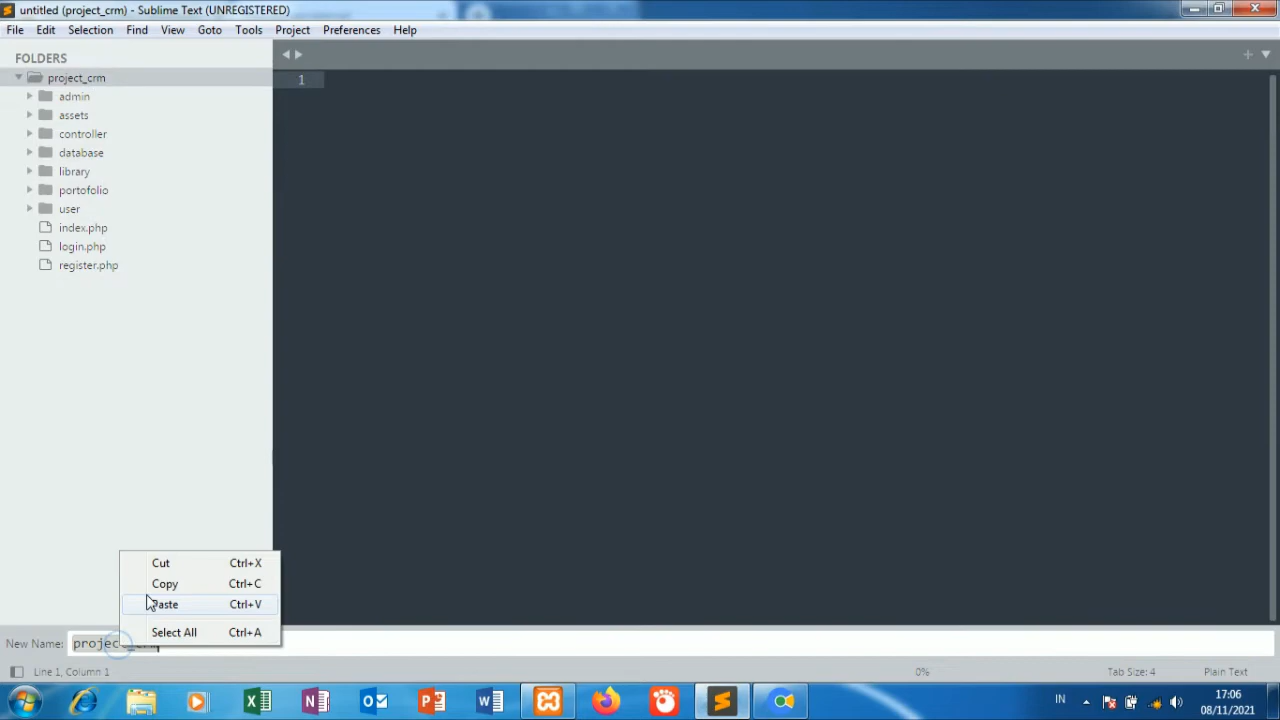 untitled (project_crm) - Sublime Text (UNREGISTERED)
File Edit Selection Find View Goto Tools Project Preferences Help
FOLDERS
project_crm
admin
assets
controller
database
library
portofolio
user
index.php
login.php
register.php
1
Cut Ctrl+X
Copy Ctrl+C
Paste Ctrl+V
Select All Ctrl+A
New Name: project_crm
Line 1, Column 1 0% Tab Size: 4 Plain Text
IN 17:06
08/11/2021